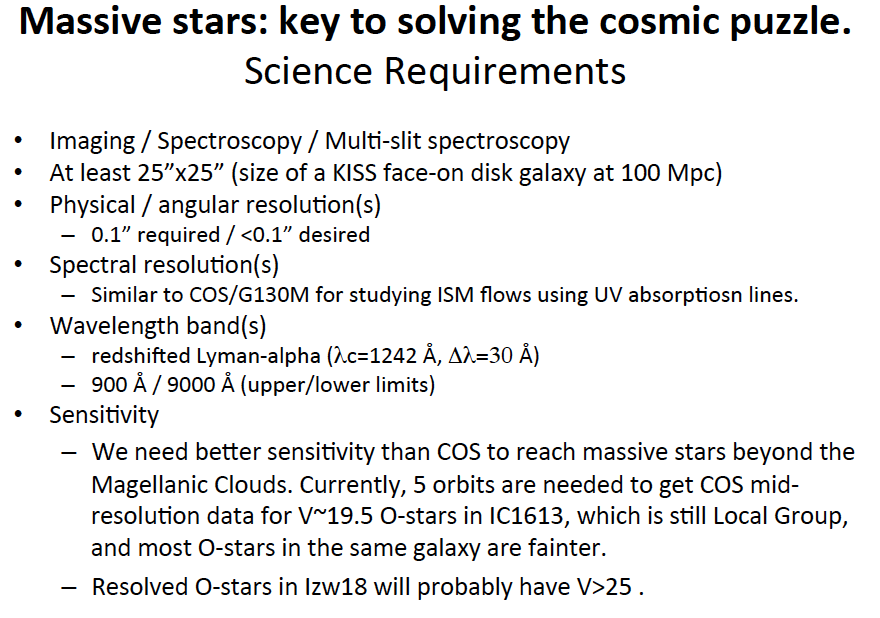 Massive stars: key to solving the cosmic puzzle.
Science Requirements
• Imaging / Spectroscopy / Multi-slit spectroscopy
• At least 25”x25” (size of a KISS face-on disk galaxy at 100 Mpc)
• Physical / angular resolution(s)
– 0.1” required / <0.1” desired
• Spectral resolution(s)
– Similar to COS/G130M for studying ISM flows using UV absorptiosn lines.
• Wavelength band(s)
– redshifted Lyman-alpha (λc=1242 Å, Δλ=30 Å)
– 900 Å / 9000 Å (upper/lower limits)
• Sensitivity
– We need better sensitivity than COS to reach massive stars beyond the
Magellanic Clouds. Currently, 5 orbits are needed to get COS mid-
resolution data for V~19.5 O-stars in IC1613, which is still Local Group,
and most O-stars in the same galaxy are fainter.
– Resolved O-stars in Izw18 will probably have V>25 .